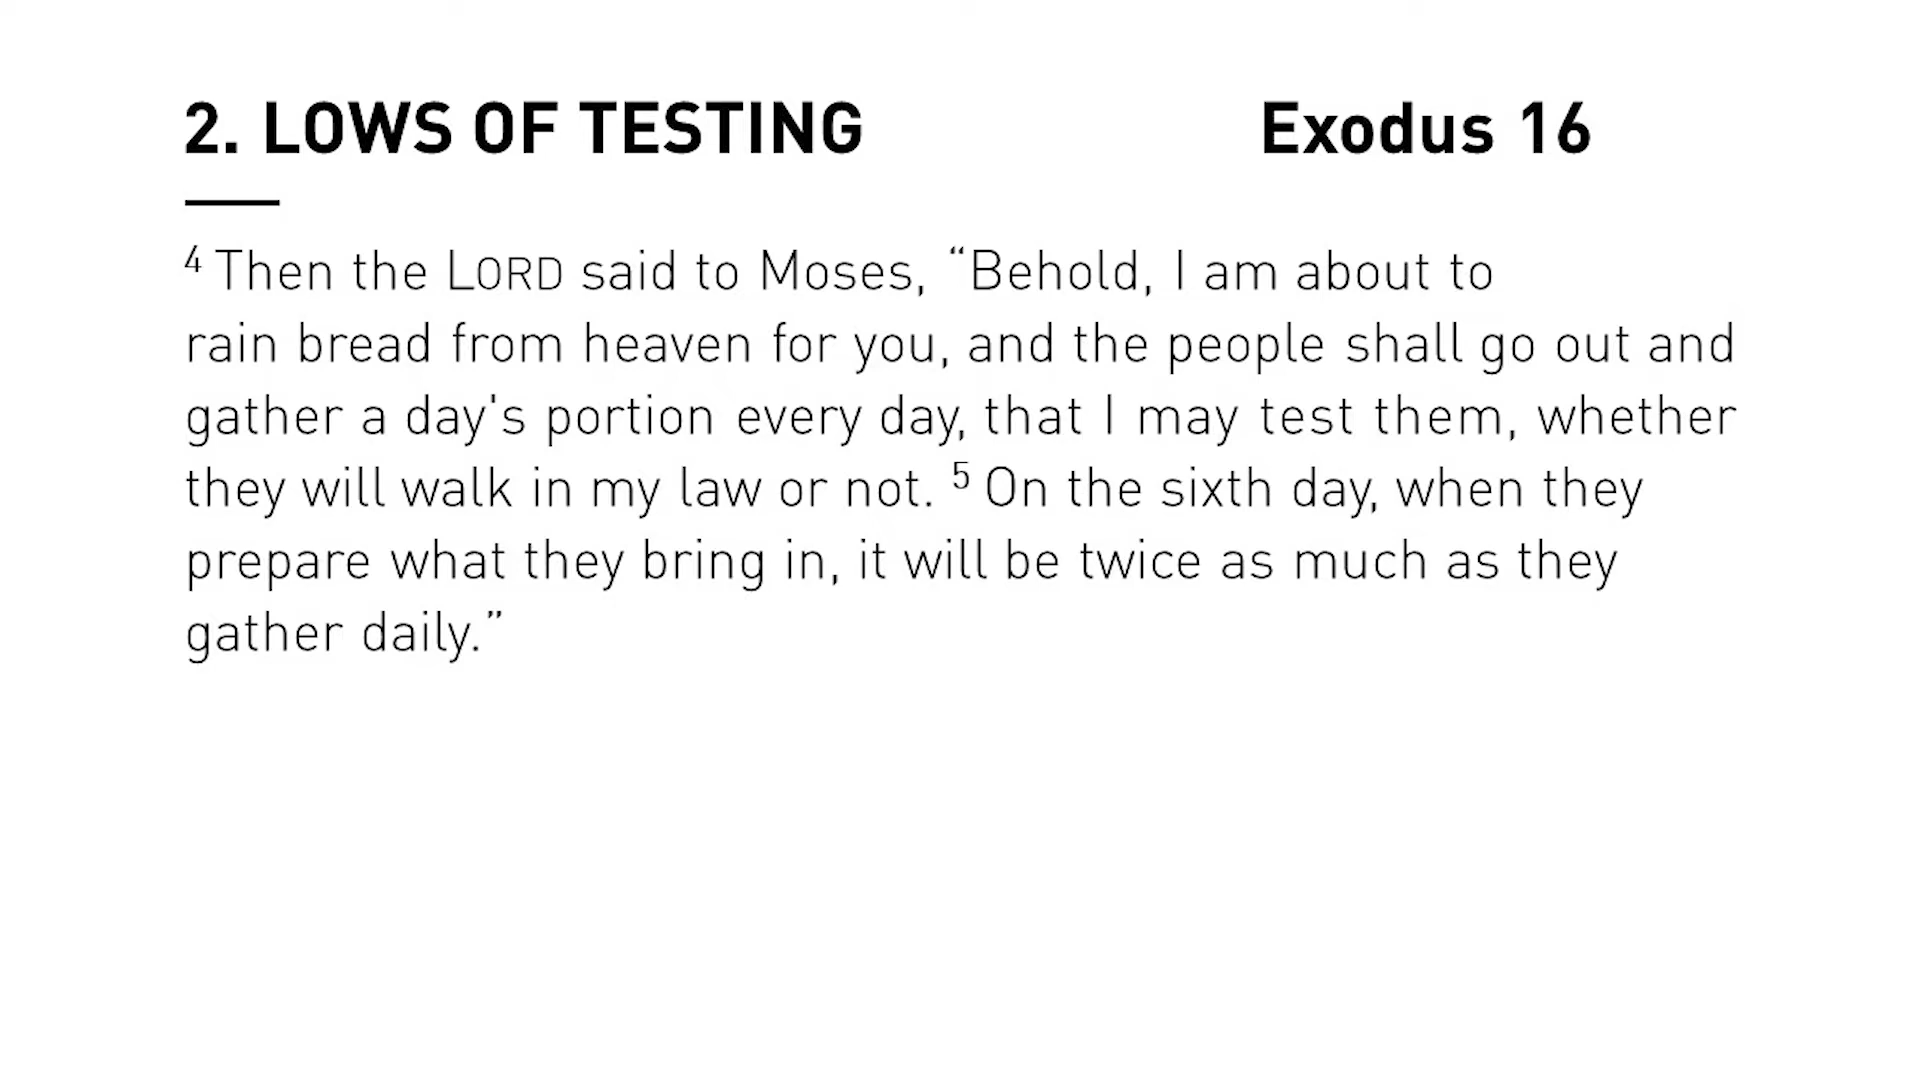 2. LOWS OF TESTING Exodus 16
4 Then the LORD said to Moses, “Behold, I am about to
rain bread from heaven for you, and the people shall go out and
gather a day's portion every day, that I may test them, whether
they will walk in my law or not. 5 On the sixth day, when they
prepare what they bring in, it will be twice as much as they
gather daily.”